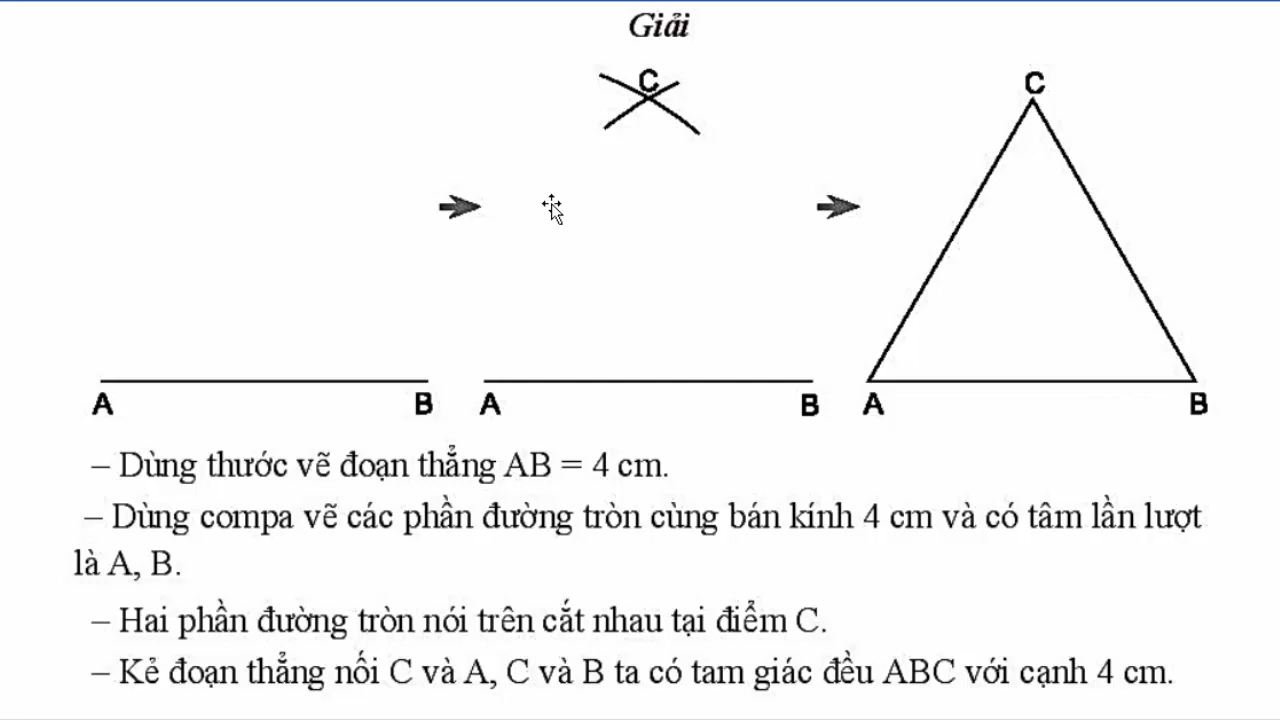 Giải
C
C
A B A B A B
– Dùng thước vẽ đoạn thẳng AB = 4 cm.
– Dùng compa vẽ các phần đường tròn cùng bán kính 4 cm và có tâm lần lượt
là A, B.
– Hai phần đường tròn nói trên cắt nhau tại điểm C.
– Kẻ đoạn thẳng nối C và A, C và B ta có tam giác đều ABC với cạnh 4 cm.